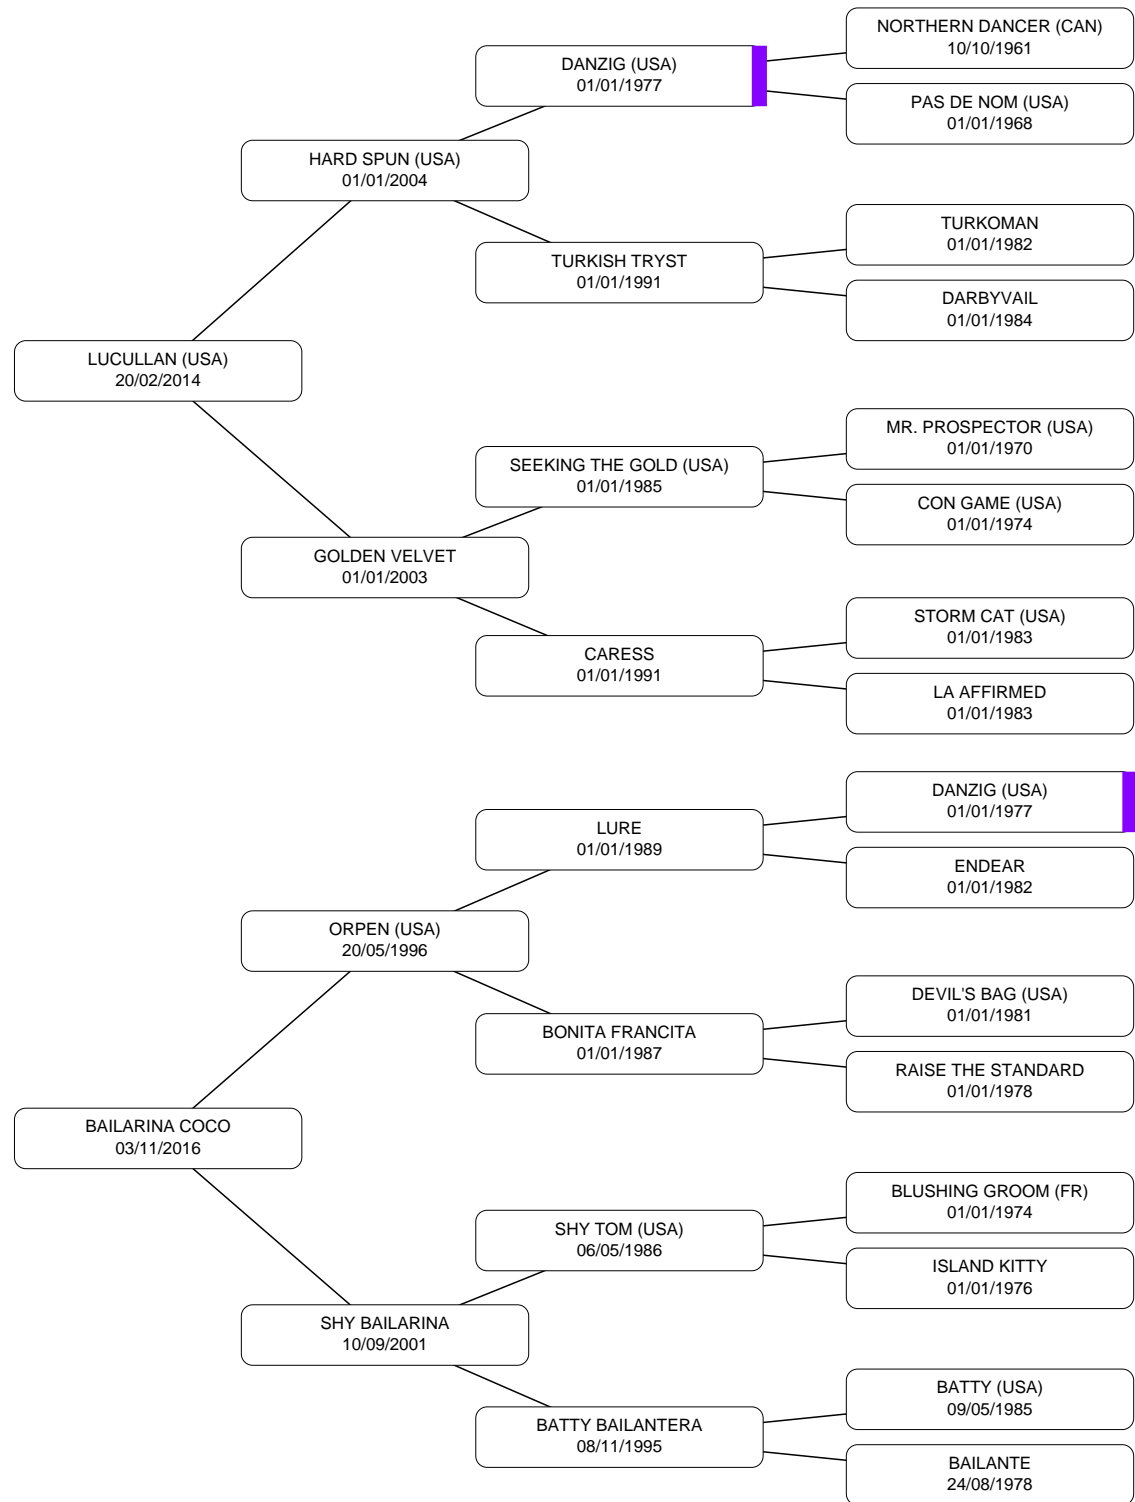 NORTHERN DANCER (CAN)
10/10/1961
DANZIG (USA)
01/01/1977
PAS DE NOM (USA)
01/01/1968
HARD SPUN (USA)
01/01/2004
TURKOMAN
01/01/1982
TURKISH TRYST
01/01/1991
DARBYVAIL
01/01/1984
LUCULLAN (USA)
20/02/2014
MR. PROSPECTOR (USA)
01/01/1970
SEEKING THE GOLD (USA)
01/01/1985
CON GAME (USA)
01/01/1974
GOLDEN VELVET
01/01/2003
STORM CAT (USA)
01/01/1983
CARESS
01/01/1991
LA AFFIRMED
01/01/1983
DANZIG (USA)
01/01/1977
LURE
01/01/1989
ENDEAR
01/01/1982
ORPEN (USA)
20/05/1996
DEVIL'S BAG (USA)
01/01/1981
BONITA FRANCITA
01/01/1987
RAISE THE STANDARD
01/01/1978
BAILARINA COCO
03/11/2016
BLUSHING GROOM (FR)
01/01/1974
SHY TOM (USA)
06/05/1986
ISLAND KITTY
01/01/1976
SHY BAILARINA
10/09/2001
BATTY (USA)
09/05/1985
BATTY BAILANTERA
08/11/1995
BAILANTE
24/08/1978